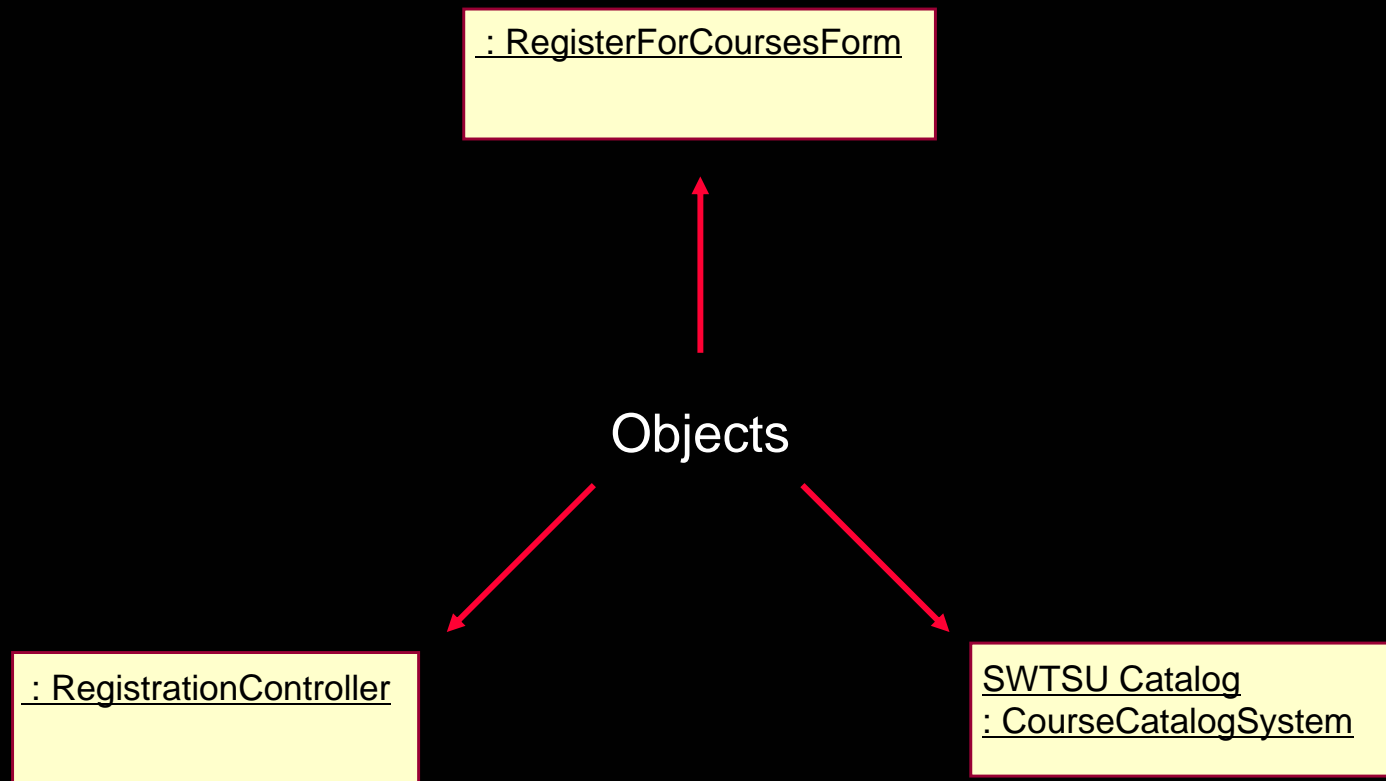 : RegisterForCoursesForm
Objects
: RegistrationController
SWTSU Catalog
: CourseCatalogSystem